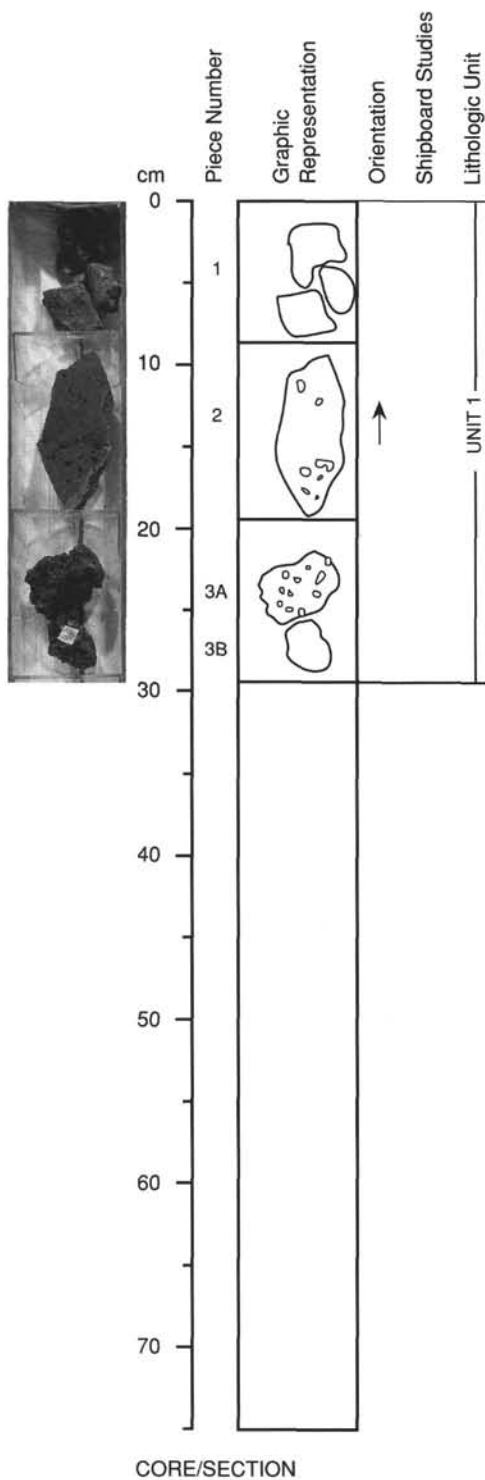 cm
Piece Number
Graphic
Representation
Orientation
Shipboard Studies
Lithologic Unit
0
1
10
2
UNIT 1
20
3A
3B
30
40
50
60
70
CORE/SECTION